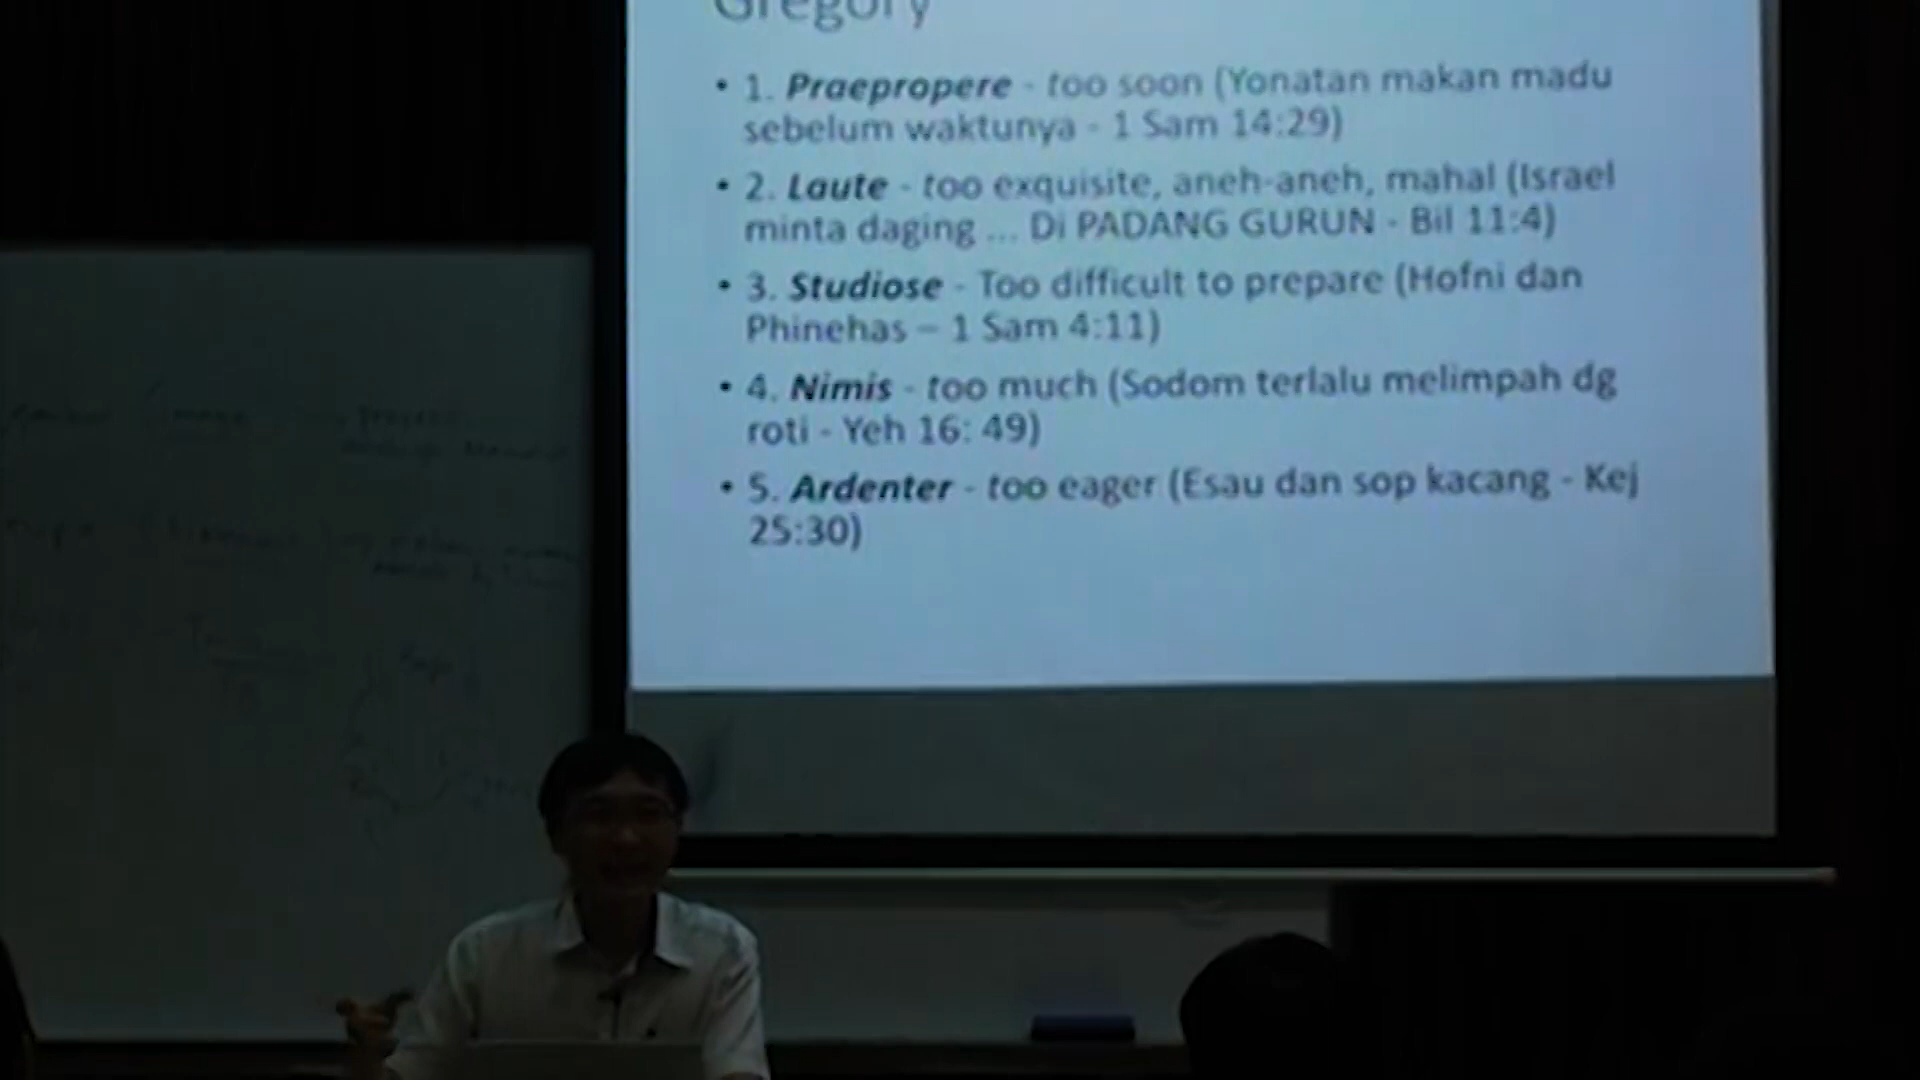 Gregory
• 1. Praepropere - too soon (Yonatan makan madu
sebelum waktunya - 1 Sam 14:29)
• 2. Laute - too exquisite, aneh-aneh, mahal (Israel
minta daging ... Di PADANG GURUN - Bil 11:4)
• 3. Studiose - Too difficult to prepare (Hofni dan
Phinehas – 1 Sam 4:11)
• 4. Nimis - too much (Sodom terlalu melimpah dg
roti - Yeh 16: 49)
• 5. Ardenter - too eager (Esau dan sop kacang - Kej
25:30)